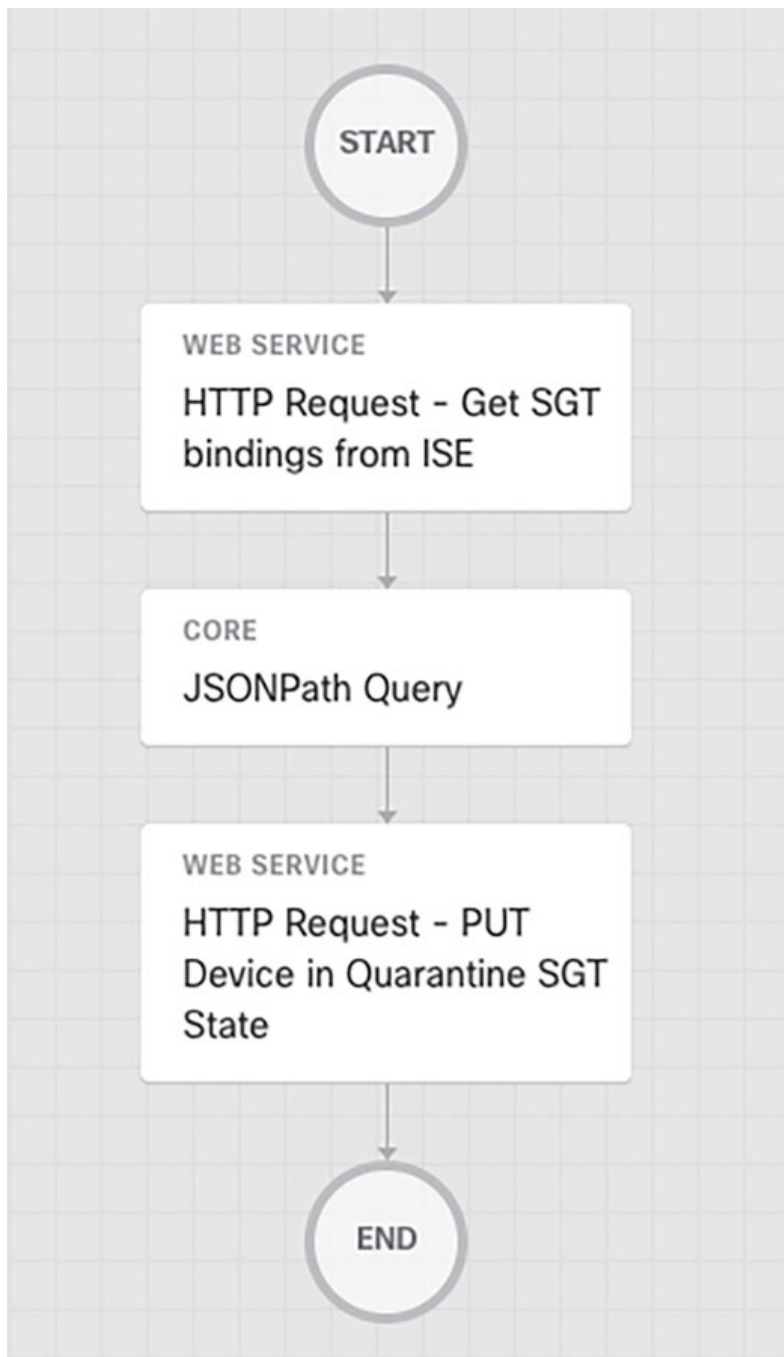 START
WEB SERVICE
HTTP Request - Get SGT
bindings from ISE
CORE
JSONPath Query
WEB SERVICE
HTTP Request - PUT
Device in Quarantine SGT
State
END